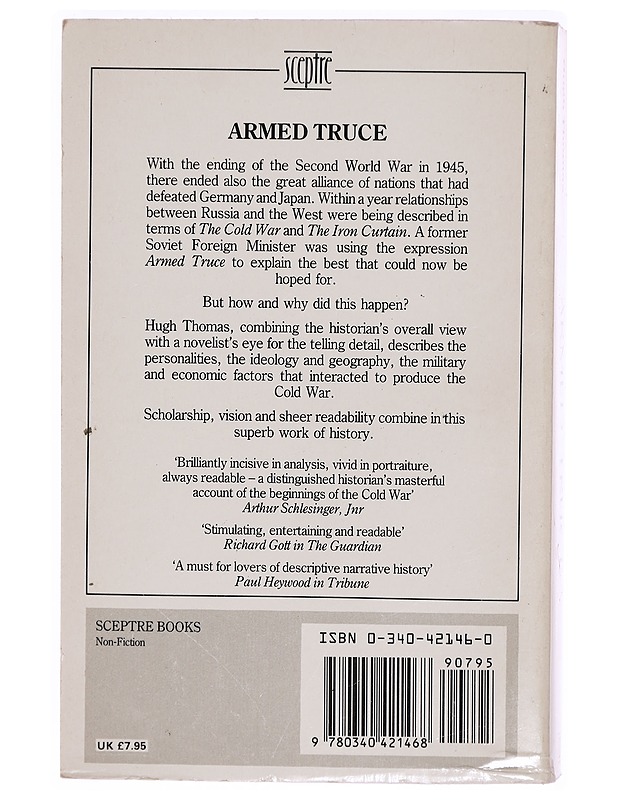 sceptre
ARMED TRUCE
With the ending of the Second World War in 1945,
there ended also the great alliance of nations that had
defeated Germany and Japan. Within a year relationships
between Russia and the West were being described in
terms of The Cold War and The Iron Curtain. A former
Soviet Foreign Minister was using the expression
Armed Truce to explain the best that could now be
hoped for.
But how and why did this happen?
Hugh Thomas, combining the historian's overall view
with a novelist's eye for the telling detail, describes the
personalities, the ideology and geography, the military
and economic factors that interacted to produce the
Cold War.
Scholarship, vision and sheer readability combine in this
superb work of history.
‘Brilliantly incisive in analysis, vivid in portraiture,
always readable – a distinguished historian's masterful
account of the beginnings of the Cold War’
Arthur Schlesinger, Jnr
‘Stimulating, entertaining and readable’
Richard Gott in The Guardian
‘A must for lovers of descriptive narrative history’
Paul Heywood in Tribune
SCEPTRE BOOKS
Non-Fiction
UK £7.95
ISBN 0-340-42146-0
90795
9 780340 421468